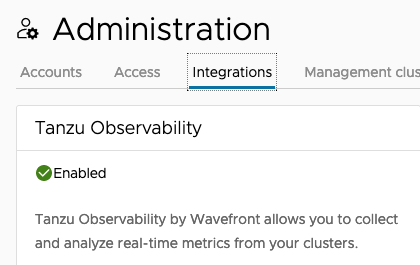 Administration
Accounts Access Integrations Management clus
Tanzu Observability
Enabled
Tanzu Observability by Wavefront allows you to collect
and analyze real-time metrics from your clusters.